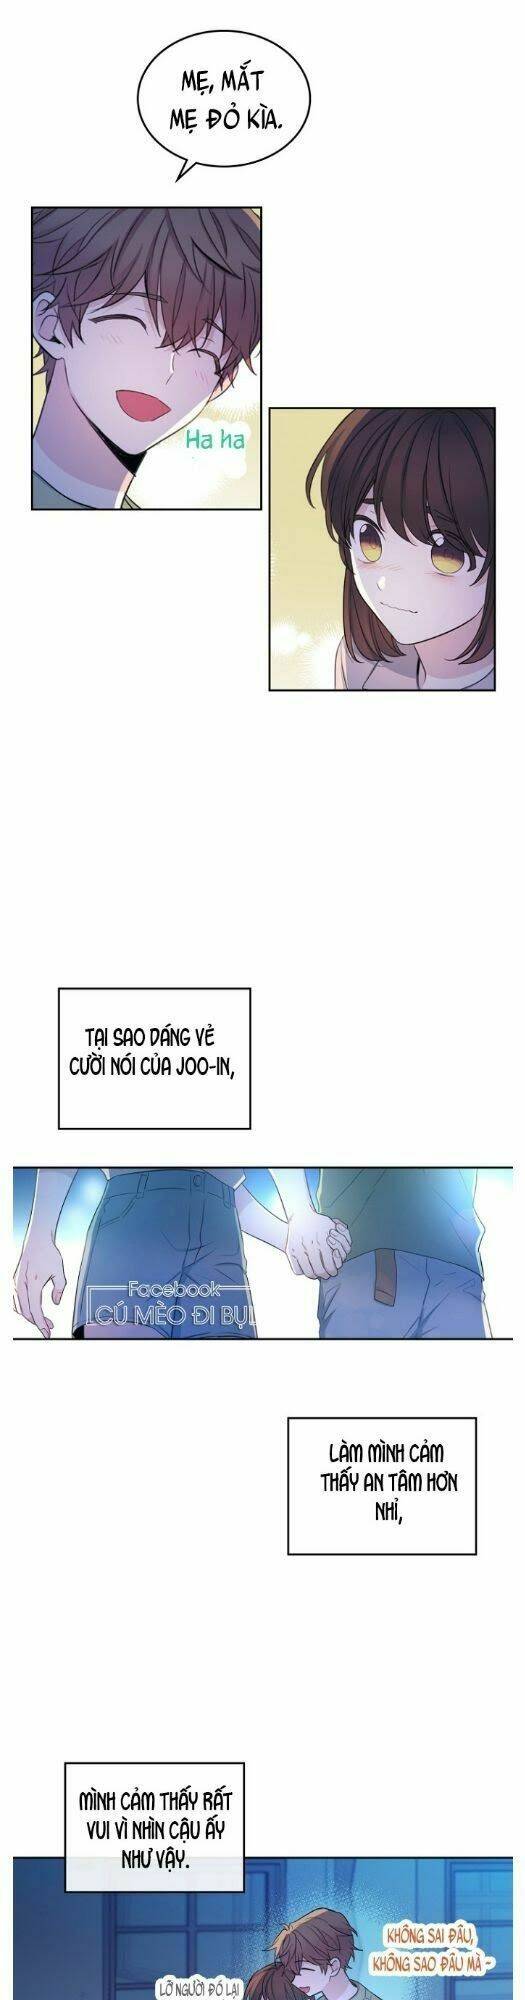 MẸ, MẮT
MẸ ĐỎ KÌA.
Ha ha
TẠI SAO DÁNG VẺ
CƯỜI NÓI CỦA JOO-IN,
Facebook
CÚ MÈO ĐI BỤI
LÀM MÌNH CẢM
THẤY AN TÂM HƠN
NHỈ,
MÌNH CẢM THẤY RẤT
VUI VÌ NHÌN CẬU ẤY
NHƯ VẬY.
KHÔNG SAI ĐÂU,
KHÔNG SAO ĐÂU MÀ ~
LỠ NGƯỜI ĐÓ LẠI